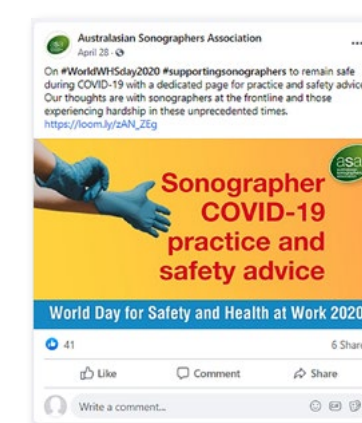 Australasian Sonographers Association
April 28 ·
On #WorldWHSday2020 #supportingsonographers to remain safe
during COVID-19 with a dedicated page for practice and safety advice
Our thoughts are with sonographers at the frontline and those
experiencing hardship in these unprecedented times.
https://loom.ly/zAN_ZEg
asa
Sonographer
COVID-19
practice and
safety advice
World Day for Safety and Health at Work 2020
41
6 Share
Like
Comment
Share
Write a comment...
GIF